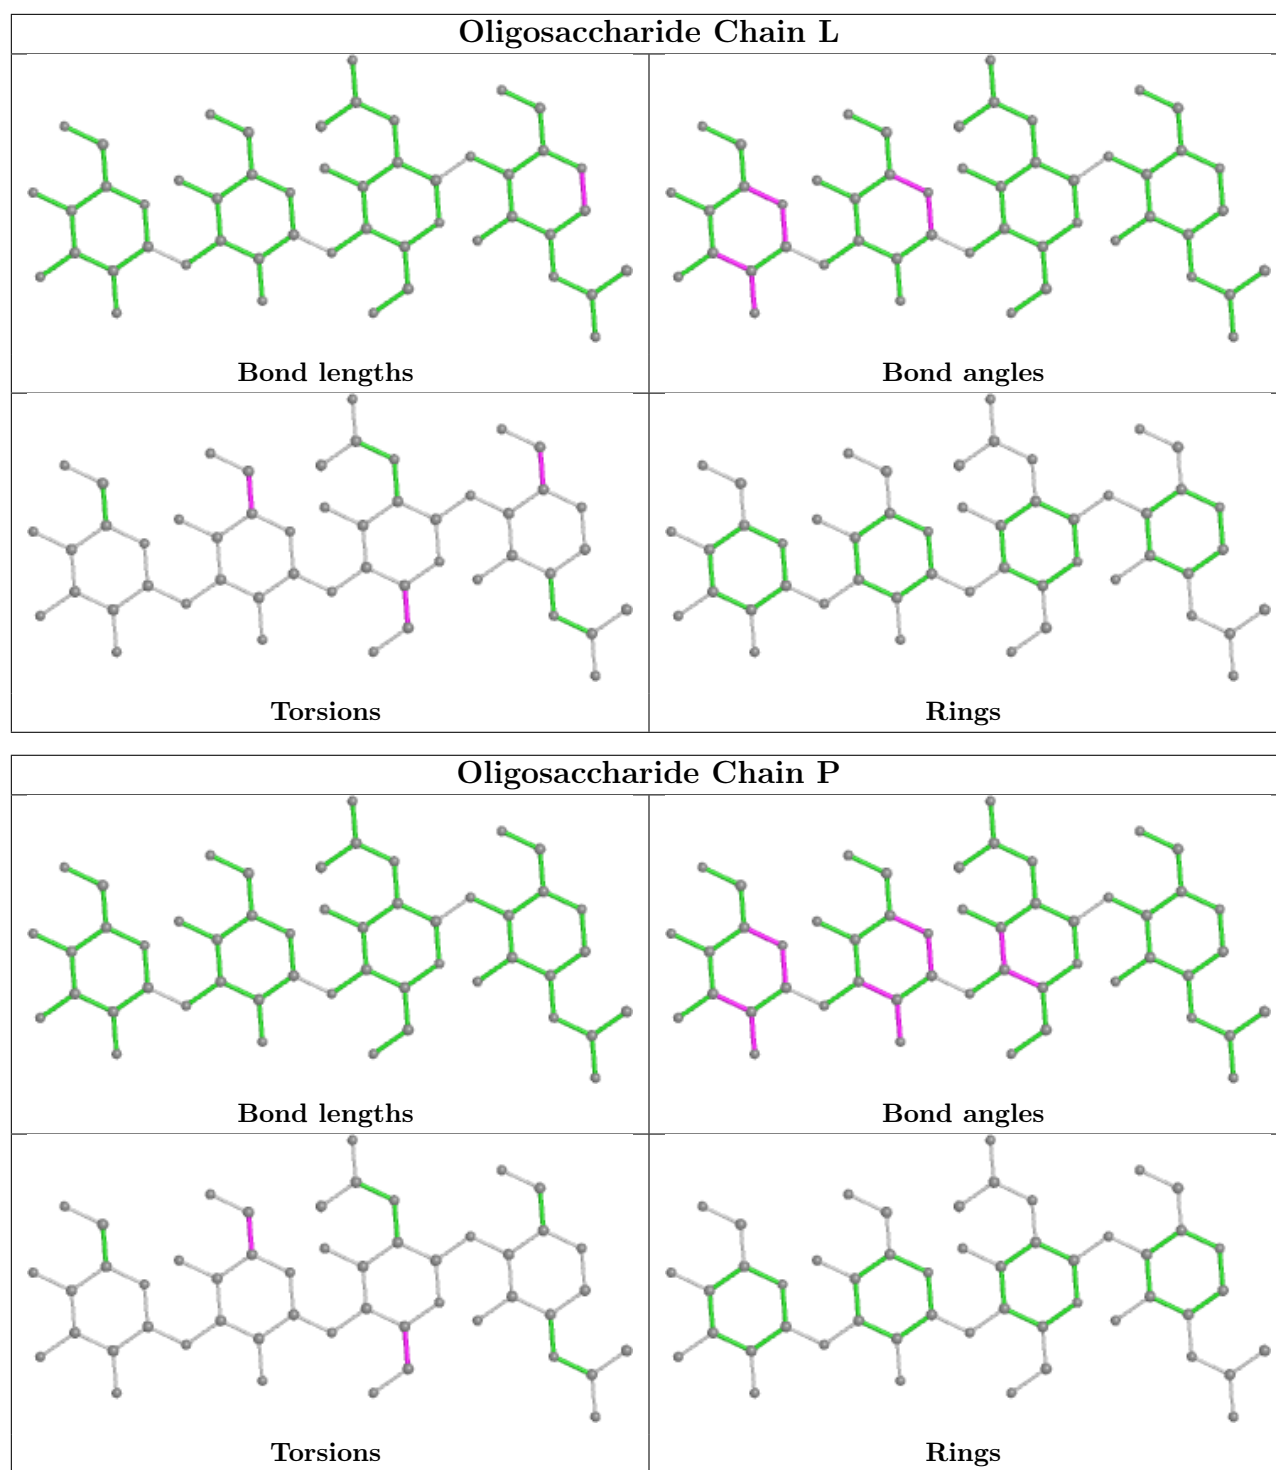 Oligosaccharide Chain L
Bond lengths
Bond angles
Torsions
Rings
Oligosaccharide Chain P
Bond lengths
Bond angles
Torsions
Rings